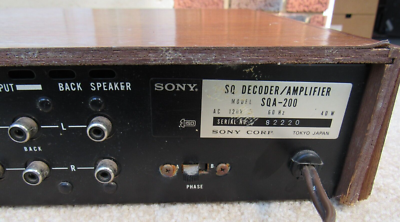 PUT
BACK SPEAKER
L
BACK
R
SONY
SQ DECODER/AMPLIFIER
MODEL SQA-200
AC 120V 60Hz 40W
SERIAL NO. 82220
SONY CORP. TOKYO JAPAN
A B
PHASE